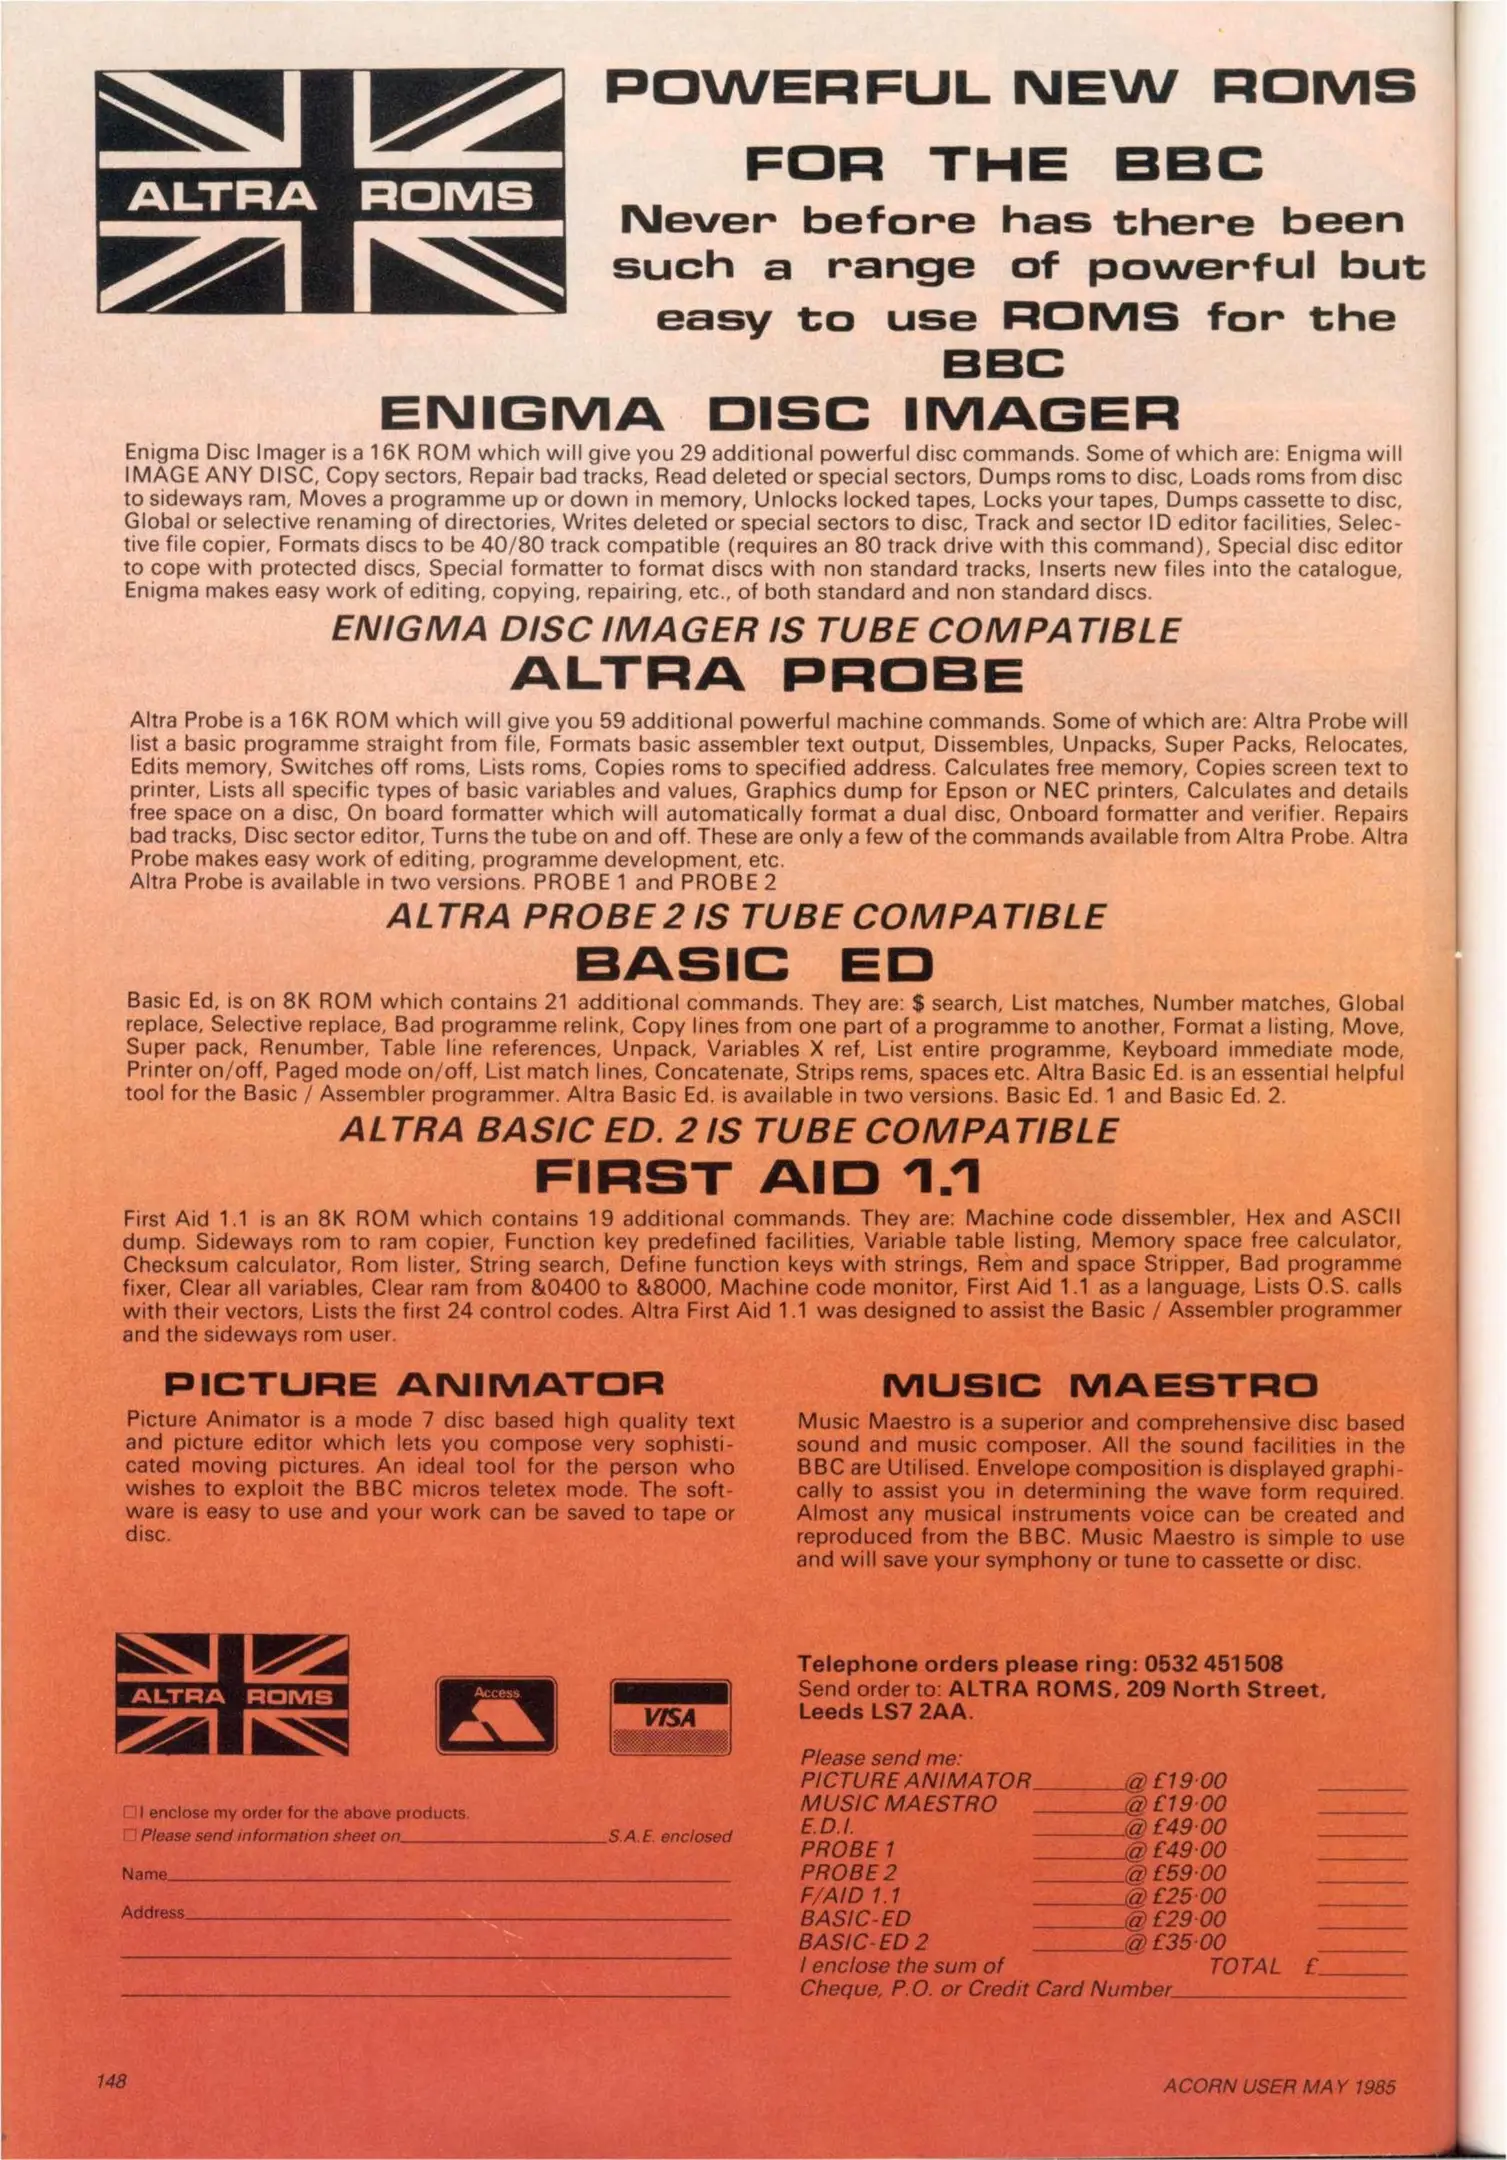 ALTRA ROMS
POWERFUL NEW ROMS
FOR THE BBC
Never before has there been
such a range of powerful but
easy to use ROMS for the
BBC
ENIGMA DISC IMAGER
Enigma Disc Imager is a 16K ROM which will give you 29 additional powerful disc commands. Some of which are: Enigma will
IMAGE ANY DISC, Copy sectors, Repair bad tracks, Read deleted or special sectors, Dumps roms to disc, Loads roms from disc
to sideways ram, Moves a programme up or down in memory, Unlocks locked tapes, Locks your tapes, Dumps cassette to disc,
Global or selective renaming of directories, Writes deleted or special sectors to disc, Track and sector ID editor facilities, Selec-
tive file copier, Formats discs to be 40/80 track compatible (requires an 80 track drive with this command), Special disc editor
to cope with protected discs, Special formatter to format discs with non standard tracks, Inserts new files into the catalogue,
Enigma makes easy work of editing, copying, repairing, etc., of both standard and non standard discs.
ENIGMA DISC IMAGER IS TUBE COMPATIBLE
ALTRA PROBE
Altra Probe is a 16K ROM which will give you 59 additional powerful machine commands. Some of which are: Altra Probe will
list a basic programme straight from file, Formats basic assembler text output, Dissembles, Unpacks, Super Packs, Relocates,
Edits memory, Switches off roms, Lists roms, Copies roms to specified address. Calculates free memory, Copies screen text to
printer, Lists all specific types of basic variables and values, Graphics dump for Epson or NEC printers, Calculates and details
free space on a disc, On board formatter which will automatically format a dual disc, Onboard formatter and verifier. Repairs
bad tracks, Disc sector editor, Turns the tube on and off. These are only a few of the commands available from Altra Probe. Altra
Probe makes easy work of editing, programme development, etc.
Altra Probe is available in two versions. PROBE 1 and PROBE 2
ALTRA PROBE 2 IS TUBE COMPATIBLE
BASIC ED
Basic Ed, is on 8K ROM which contains 21 additional commands. They are: $ search, List matches, Number matches, Global
replace, Selective replace, Bad programme relink, Copy lines from one part of a programme to another, Format a listing, Move,
Super pack, Renumber, Table line references, Unpack, Variables X ref, List entire programme, Keyboard immediate mode,
Printer on/off, Paged mode on/off, List match lines, Concatenate, Strips rems, spaces etc. Altra Basic Ed. is an essential helpful
tool for the Basic / Assembler programmer. Altra Basic Ed. is available in two versions. Basic Ed. 1 and Basic Ed. 2.
ALTRA BASIC ED. 2 IS TUBE COMPATIBLE
FIRST AID 1.1
First Aid 1.1 is an 8K ROM which contains 19 additional commands. They are: Machine code dissembler, Hex and ASCII
dump. Sideways rom to ram copier, Function key predefined facilities, Variable table listing, Memory space free calculator,
Checksum calculator, Rom lister, String search, Define function keys with strings, Rem and space Stripper, Bad programme
fixer, Clear all variables, Clear ram from &0400 to &8000, Machine code monitor, First Aid 1.1 as a language, Lists O.S. calls
with their vectors, Lists the first 24 control codes. Altra First Aid 1.1 was designed to assist the Basic / Assembler programmer
and the sideways rom user.
PICTURE ANIMATOR
Picture Animator is a mode 7 disc based high quality text
and picture editor which lets you compose very sophisti-
cated moving pictures. An ideal tool for the person who
wishes to exploit the BBC micros teletex mode. The soft-
ware is easy to use and your work can be saved to tape or
disc.
MUSIC MAESTRO
Music Maestro is a superior and comprehensive disc based
sound and music composer. All the sound facilities in the
BBC are Utilised. Envelope composition is displayed graphi-
cally to assist you in determining the wave form required.
Almost any musical instruments voice can be created and
reproduced from the BBC. Music Maestro is simple to use
and will save your symphony or tune to cassette or disc.
ALTRA ROMS
Access
VISA
I enclose my order for the above products.
Please send information sheet on S.A.E. enclosed
Name
Address
Telephone orders please ring: 0532 451508
Send order to: ALTRA ROMS, 209 North Street,
Leeds LS7 2AA.
Please send me:
PICTURE ANIMATOR @ £19·00
MUSIC MAESTRO @ £19·00
E.D.I. @ £49·00
PROBE 1 @ £49·00
PROBE 2 @ £59·00
F/AID 1.1 @ £25·00
BASIC-ED @ £29·00
BASIC-ED 2 @ £35·00
I enclose the sum of TOTAL £
Cheque, P.O. or Credit Card Number
148
ACORN USER MAY 1985